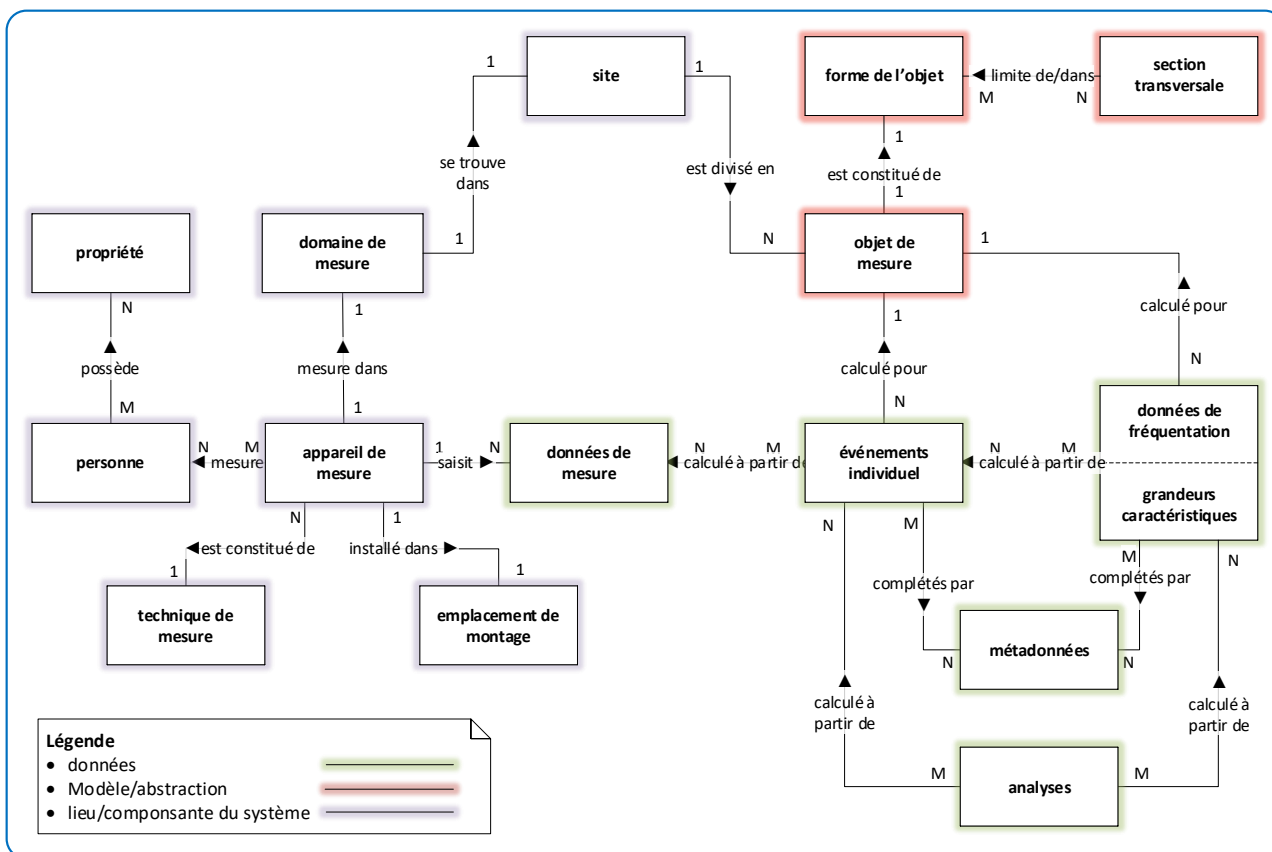 site
forme de l'objet
section
transversale
1
1
1
limite de/dans
M
N
se trouve
dans
est divisé en
1
est constitué de
1
propriété
domaine de
mesure
1
N
objet de
mesure
1
N
1
1
calculé pour
possède
mesure dans
calculé pour
N
M
1
N
données de
fréquentation
grandeurs
caractéristiques
personne
N
mesure
M
appareil de
mesure
1
saisit
N
données de
mesure
N
calculé à partir de
M
événements
individuel
N
calculé à partir de
M
N
1
N
M
M
N
est constitué de
installé dans
1
1
complétés par
complétés par
technique de
mesure
emplacement de
montage
métadonnées
N
N
calculé à
partir de
calculé à
partir de
Légende
• données
• Modèle/abstraction
• lieu/componsante du système
M
analyses
M